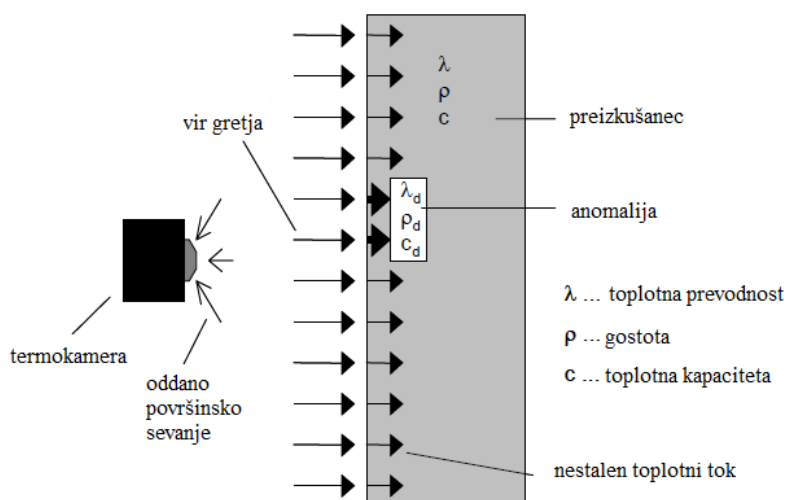 λ
ρ
c
vir gretja
preizkušanec
λd
ρd
cd
anomalija
λ ... toplotna prevodnost
ρ ... gostota
c ... toplotna kapaciteta
termokamera
oddano
površinsko
sevanje
nestalen toplotni tok